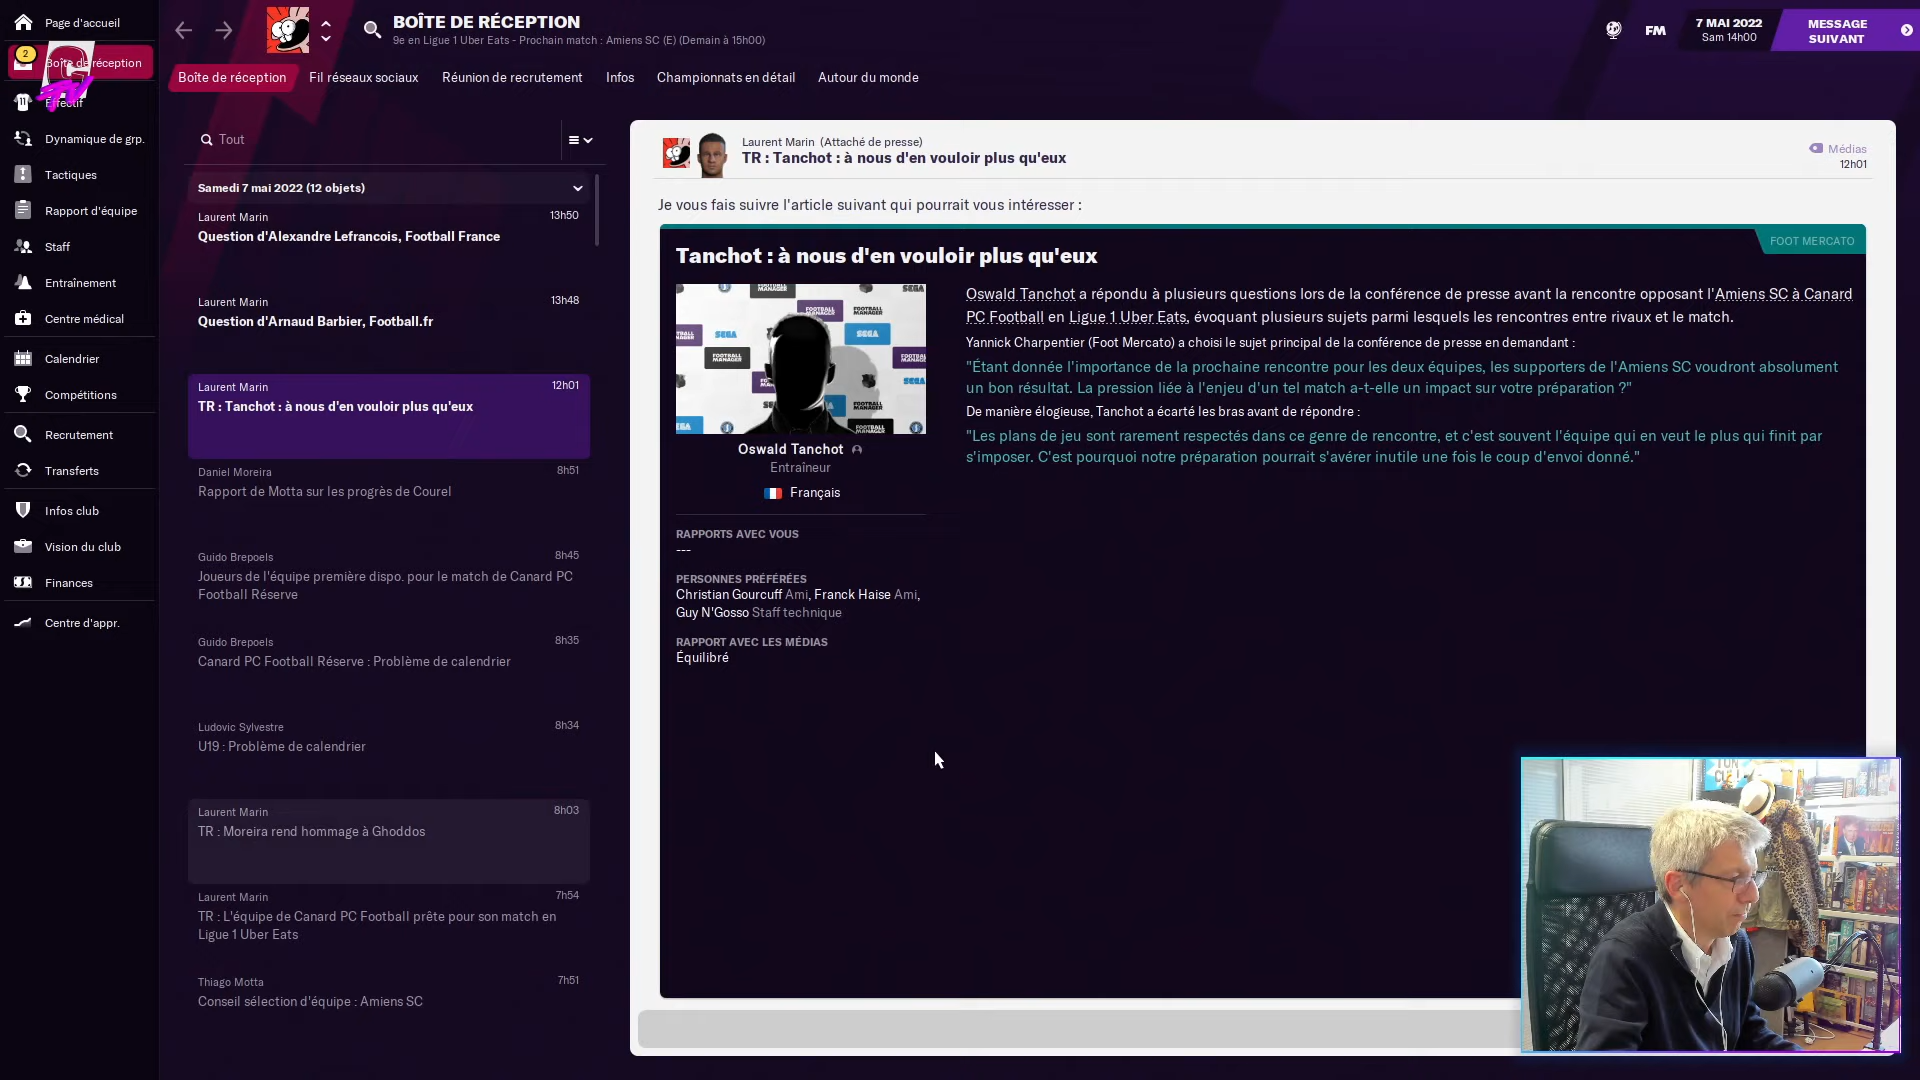 Page d'accueil
2
Boîte de réception
Effectif
Dynamique de grp.
Tactiques
Rapport d'équipe
Staff
Entraînement
Centre médical
Calendrier
Compétitions
Recrutement
Transferts
Infos club
Vision du club
Finances
Centre d'appr.
BOÎTE DE RÉCEPTION
9e en Ligue 1 Uber Eats - Prochain match : Amiens SC (E) (Demain à 15h00)
FM
7 MAI 2022
Sam 14h00
MESSAGE
SUIVANT
Boîte de réception
Fil réseaux sociaux
Réunion de recrutement
Infos
Championnats en détail
Autour du monde
Tout
Samedi 7 mai 2022 (12 objets)
Laurent Marin 13h50
Question d'Alexandre Lefrancois, Football France
Laurent Marin 13h48
Question d'Arnaud Barbier, Football.fr
Laurent Marin 12h01
TR : Tanchot : à nous d'en vouloir plus qu'eux
Daniel Moreira 8h51
Rapport de Motta sur les progrès de Courel
Guido Brepoels 8h45
Joueurs de l'équipe première dispo. pour le match de Canard PC
Football Réserve
Guido Brepoels 8h35
Canard PC Football Réserve : Problème de calendrier
Ludovic Sylvestre 8h34
U19 : Problème de calendrier
Laurent Marin 8h03
TR : Moreira rend hommage à Ghoddos
Laurent Marin 7h54
TR : L'équipe de Canard PC Football prête pour son match en
Ligue 1 Uber Eats
Thiago Motta 7h51
Conseil sélection d'équipe : Amiens SC
Laurent Marin (Attaché de presse)
TR : Tanchot : à nous d'en vouloir plus qu'eux
Médias
12h01
Je vous fais suivre l'article suivant qui pourrait vous intéresser :
FOOT MERCATO
Tanchot : à nous d'en vouloir plus qu'eux
Oswald Tanchot
Entraîneur
Français
RAPPORTS AVEC VOUS
---
PERSONNES PRÉFÉRÉES
Christian Gourcuff Ami, Franck Haise Ami,
Guy N'Gosso Staff technique
RAPPORT AVEC LES MÉDIAS
Équilibré
Oswald Tanchot a répondu à plusieurs questions lors de la conférence de presse avant la rencontre opposant l'Amiens SC à Canard
PC Football en Ligue 1 Uber Eats, évoquant plusieurs sujets parmi lesquels les rencontres entre rivaux et le match.
Yannick Charpentier (Foot Mercato) a choisi le sujet principal de la conférence de presse en demandant :
"Étant donnée l'importance de la prochaine rencontre pour les deux équipes, les supporters de l'Amiens SC voudront absolument
un bon résultat. La pression liée à l'enjeu d'un tel match a-t-elle un impact sur votre préparation ?"
De manière élogieuse, Tanchot a écarté les bras avant de répondre :
"Les plans de jeu sont rarement respectés dans ce genre de rencontre, et c'est souvent l'équipe qui en veut le plus qui finit par
s'imposer. C'est pourquoi notre préparation pourrait s'avérer inutile une fois le coup d'envoi donné."